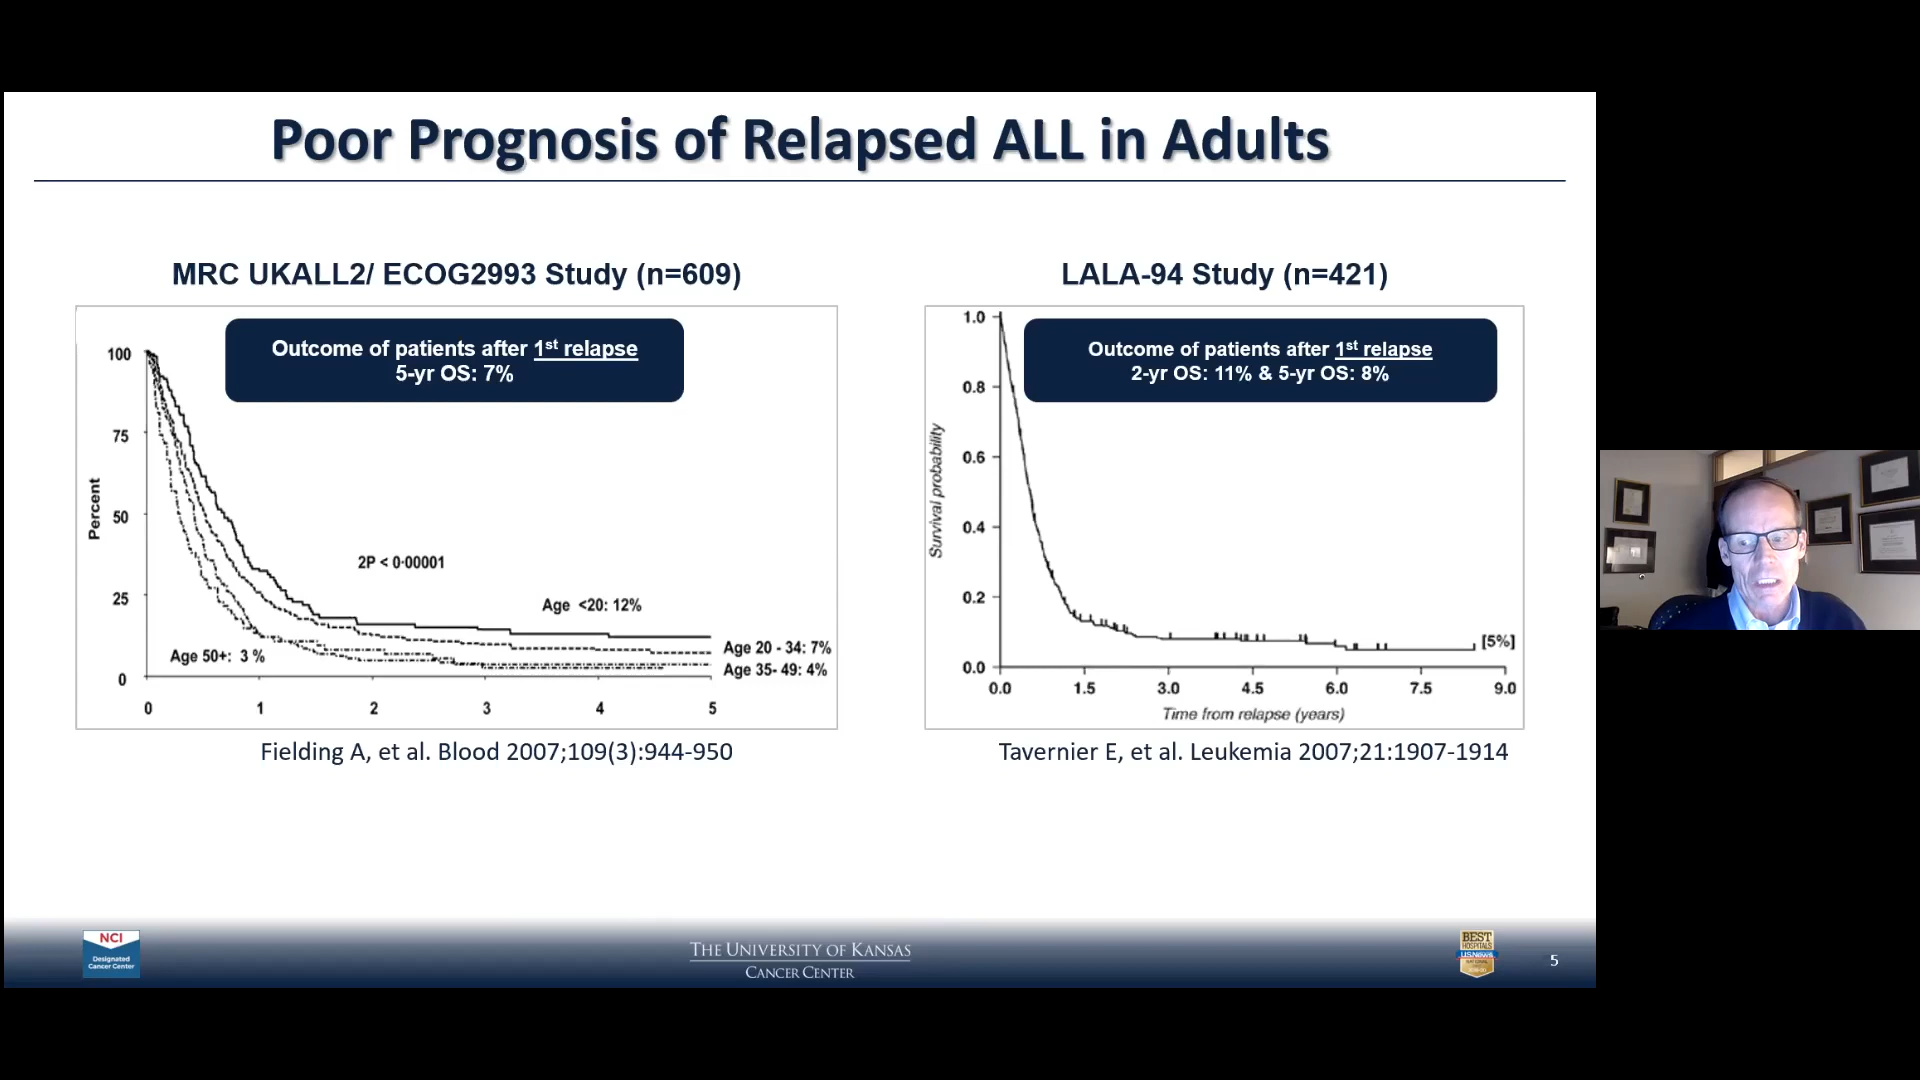 Poor Prognosis of Relapsed ALL in Adults
MRC UKALL2/ ECOG2993 Study (n=609)
Outcome of patients after 1st relapse
5-yr OS: 7%
100
75
50
25
0
Percent
2P < 0·00001
Age <20: 12%
Age 20 - 34: 7%
Age 35- 49: 4%
Age 50+: 3 %
0 1 2 3 4 5
Fielding A, et al. Blood 2007;109(3):944-950
LALA-94 Study (n=421)
Outcome of patients after 1st relapse
2-yr OS: 11% & 5-yr OS: 8%
1.0
0.8
0.6
0.4
0.2
0.0
Survival probability
[5%]
0.0 1.5 3.0 4.5 6.0 7.5 9.0
Time from relapse (years)
Tavernier E, et al. Leukemia 2007;21:1907-1914
NCI
Designated
Cancer Center
THE UNIVERSITY OF KANSAS
CANCER CENTER
BEST
HOSPITALS
USNews
NATIONAL
5